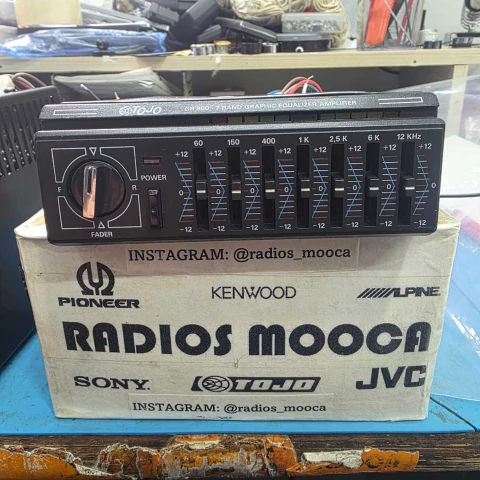 TOJO GR 900 - 7 BAND GRAPHIC EQUALIZER AMPLIFIER
60 150 400 1 K 2,5 K 6 K 12 KHz
+12 +12 +12 +12 +12 +12 +12 +12
POWER
F R
0 0 0 0 0 0 0 0
FADER
-12 -12 -12 -12 -12 -12 -12 -12
INSTAGRAM: @radios_mooca
PIONEER KENWOOD ALPINE
RADIOS MOOCA
SONY TOJO JVC
INSTAGRAM: @radios_mooca